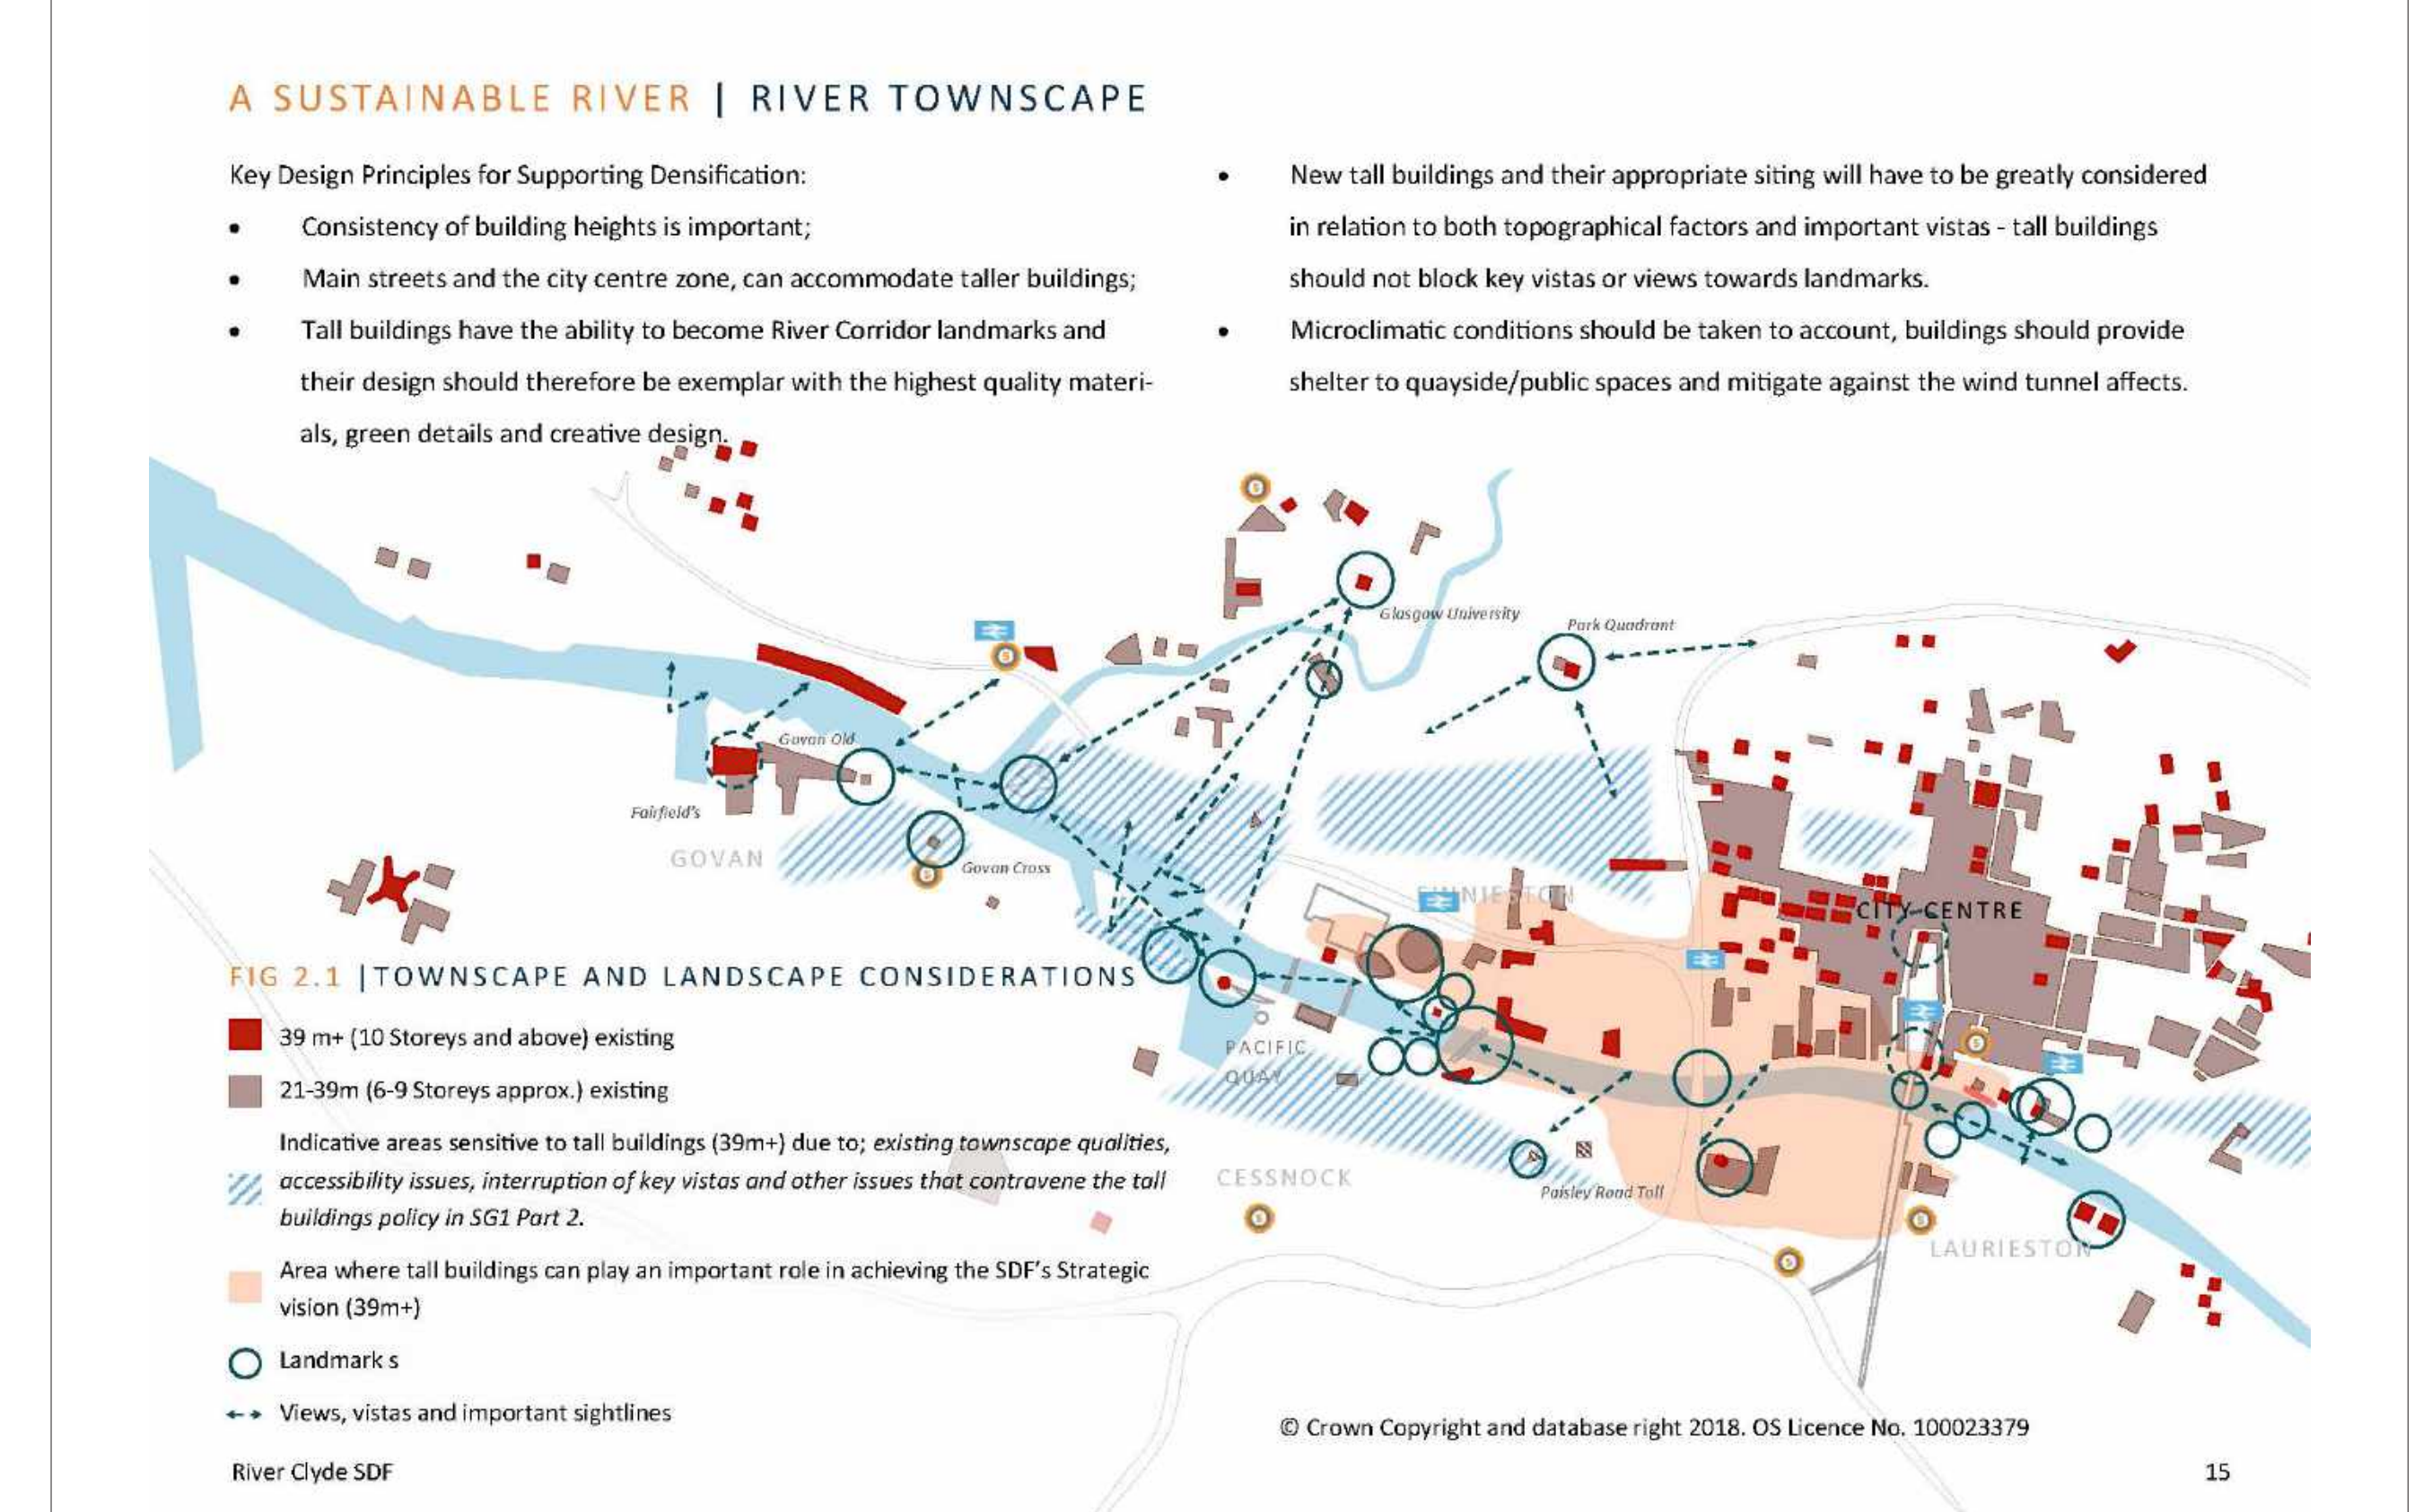 A SUSTAINABLE RIVER | RIVER TOWNSCAPE
Key Design Principles for Supporting Densification:
• Consistency of building heights is important;
• Main streets and the city centre zone, can accommodate taller buildings;
• Tall buildings have the ability to become River Corridor landmarks and
their design should therefore be exemplar with the highest quality materi-
als, green details and creative design.
• New tall buildings and their appropriate siting will have to be greatly considered
in relation to both topographical factors and important vistas - tall buildings
should not block key vistas or views towards landmarks.
• Microclimatic conditions should be taken to account, buildings should provide
shelter to quayside/public spaces and mitigate against the wind tunnel affects.
Glasgow University
Park Quadrant
Govan Old
Fairfield's
GOVAN
Govan Cross
FINNIESTON
CITY CENTRE
PACIFIC
QUAY
CESSNOCK
Paisley Road Toll
LAURIESTON
FIG 2.1 | TOWNSCAPE AND LANDSCAPE CONSIDERATIONS
39 m+ (10 Storeys and above) existing
21-39m (6-9 Storeys approx.) existing
Indicative areas sensitive to tall buildings (39m+) due to; existing townscape qualities,
accessibility issues, interruption of key vistas and other issues that contravene the tall
buildings policy in SG1 Part 2.
Area where tall buildings can play an important role in achieving the SDF's Strategic
vision (39m+)
Landmark s
Views, vistas and important sightlines
© Crown Copyright and database right 2018. OS Licence No. 100023379
River Clyde SDF
15